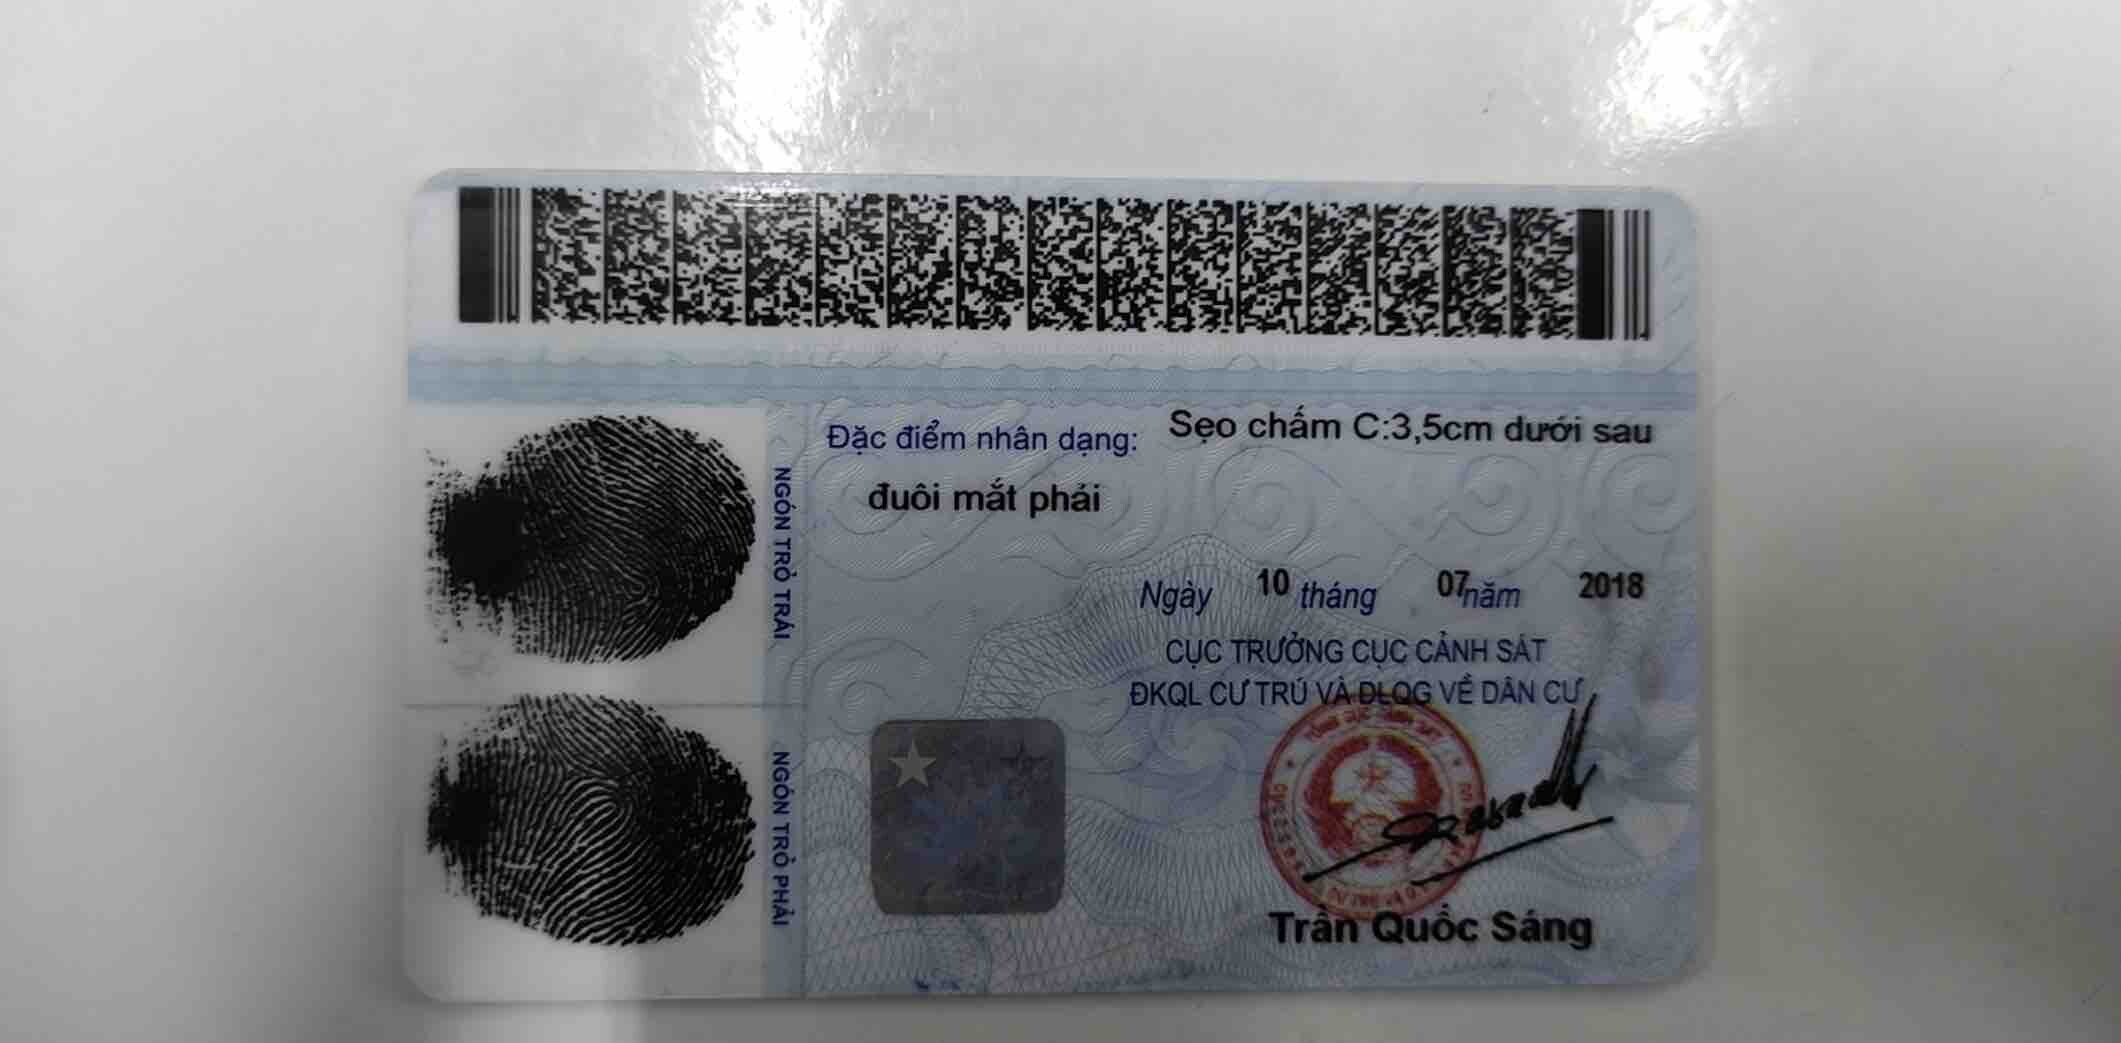 Đặc điểm nhân dạng: Sẹo chấm C:3,5cm dưới sau
đuôi mắt phải
NGÓN TRỎ TRÁI
Ngày 10 tháng 07 năm 2018
CỤC TRƯỞNG CỤC CẢNH SÁT
ĐKQL CƯ TRÚ VÀ DLQG VỀ DÂN CƯ
NGÓN TRỎ PHẢI
Trần Quốc Sáng